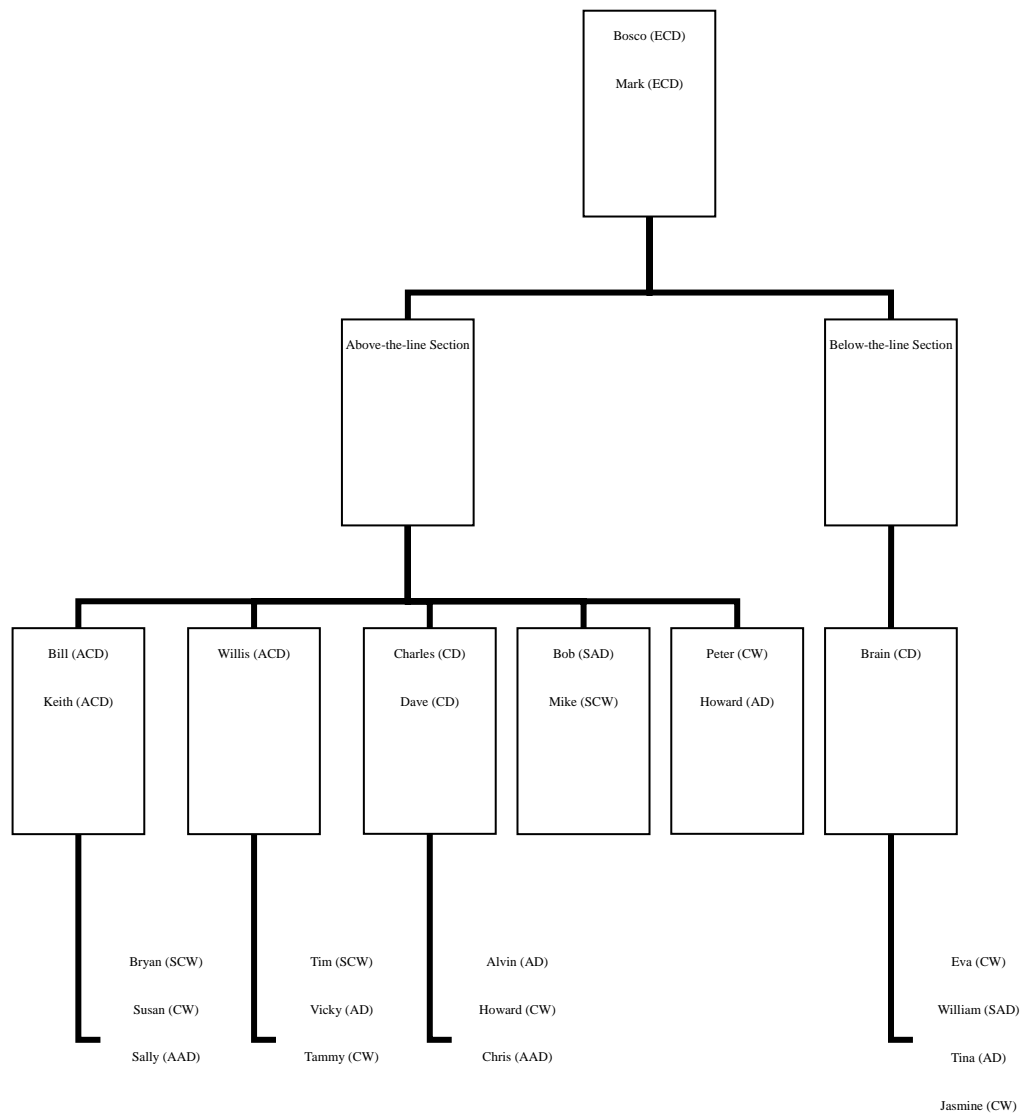 Bosco (ECD)
Mark (ECD)
Above-the-line Section
Below-the-line Section
Bill (ACD)
Keith (ACD)
Willis (ACD)
Charles (CD)
Dave (CD)
Bob (SAD)
Mike (SCW)
Peter (CW)
Howard (AD)
Brain (CD)
Bryan (SCW)
Susan (CW)
Sally (AAD)
Tim (SCW)
Vicky (AD)
Tammy (CW)
Alvin (AD)
Howard (CW)
Chris (AAD)
Eva (CW)
William (SAD)
Tina (AD)
Jasmine (CW)